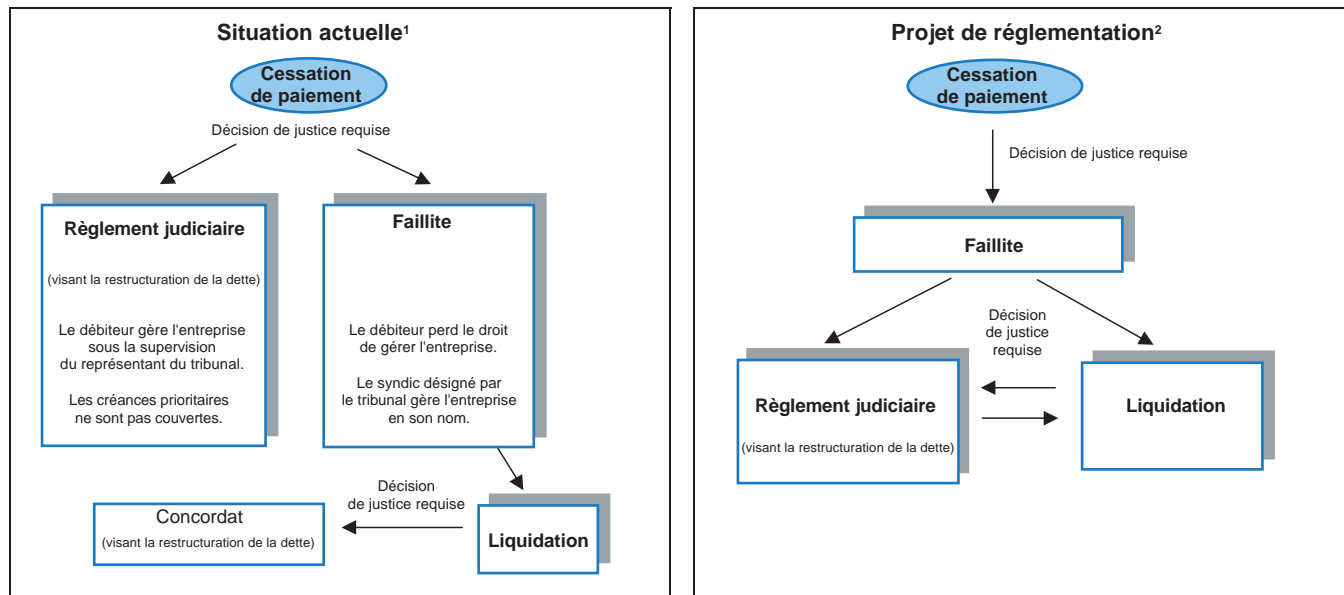 Situation actuelle¹
Cessation
de paiement
Décision de justice requise
Règlement judiciaire
(visant la restructuration de la dette)
Le débiteur gère l'entreprise
sous la supervision
du représentant du tribunal.
Les créances prioritaires
ne sont pas couvertes.
Faillite
Le débiteur perd le droit
de gérer l'entreprise.
Le syndic désigné par
le tribunal gère l'entreprise
en son nom.
Décision
de justice requise
Concordat
(visant la restructuration de la dette)
Liquidation
Projet de réglementation²
Cessation
de paiement
Décision de justice requise
Faillite
Décision
de justice
requise
Règlement judiciaire
(visant la restructuration de la dette)
Liquidation